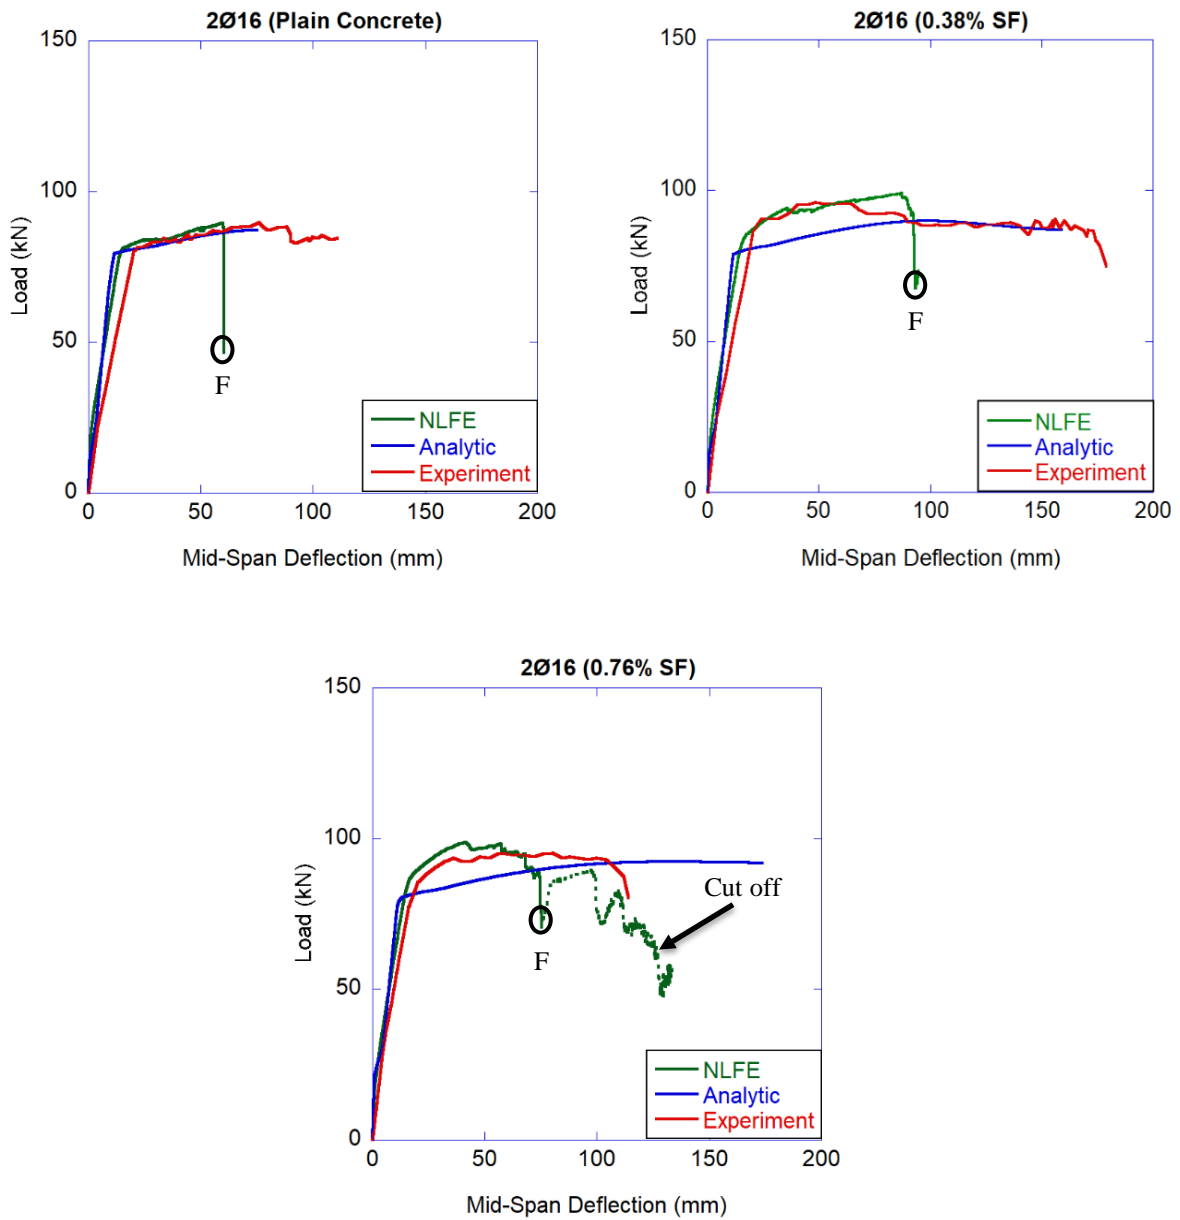 2Ø16 (Plain Concrete)
150
100
50
0
Load (kN)
F
NLFE
Analytic
Experiment
0 50 100 150 200
Mid-Span Deflection (mm)
2Ø16 (0.38% SF)
150
100
50
0
Load (kN)
F
NLFE
Analytic
Experiment
0 50 100 150 200
Mid-Span Deflection (mm)
2Ø16 (0.76% SF)
150
100
50
0
Load (kN)
Cut off
F
NLFE
Analytic
Experiment
0 50 100 150 200
Mid-Span Deflection (mm)